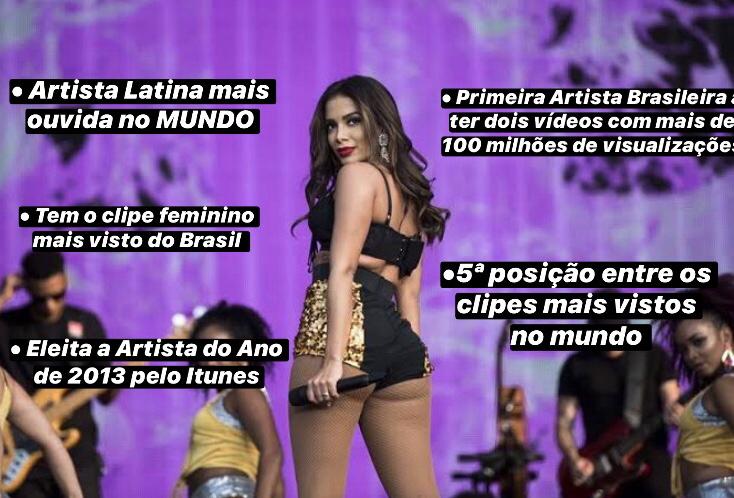 • Artista Latina mais
ouvida no MUNDO
• Tem o clipe feminino
mais visto do Brasil
• Eleita a Artista do Ano
de 2013 pelo Itunes
• Primeira Artista Brasileira a
ter dois vídeos com mais de
100 milhões de visualizações
•5ª posição entre os
clipes mais vistos
no mundo